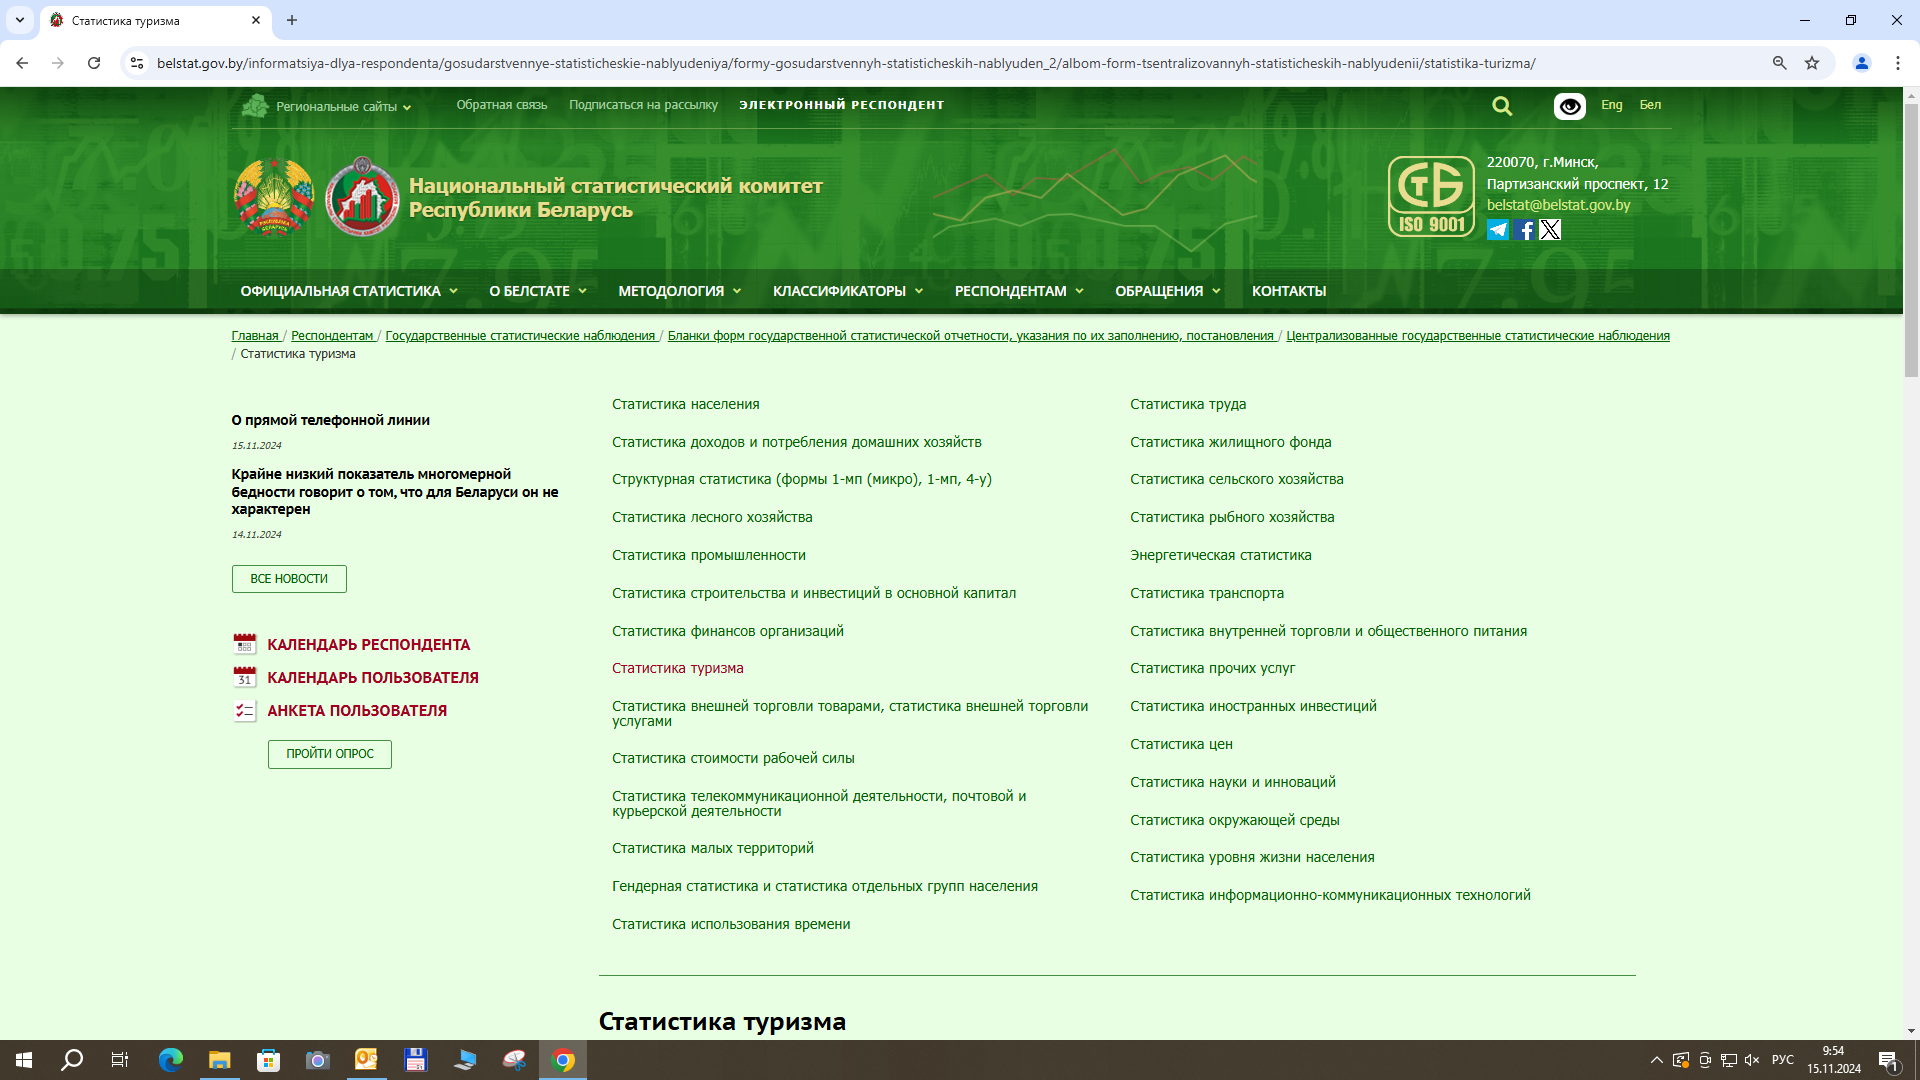 Статистика туризма
belstat.gov.by/informatsiya-dlya-respondenta/gosudarstvennye-statisticheskie-nablyudeniya/formy-gosudarstvennyh-statisticheskih-nablyuden_2/albom-form-tsentralizovannyh-statisticheskih-nablyudenii/statistika-turizma/
Региональные сайты Обратная связь Подписаться на рассылку ЭЛЕКТРОННЫЙ РЕСПОНДЕНТ Eng Бел
Национальный статистический комитет
Республики Беларусь
СТБ
ISO 9001
220070, г.Минск,
Партизанский проспект, 12
belstat@belstat.gov.by
ОФИЦИАЛЬНАЯ СТАТИСТИКА О БЕЛСТАТЕ МЕТОДОЛОГИЯ КЛАССИФИКАТОРЫ РЕСПОНДЕНТАМ ОБРАЩЕНИЯ КОНТАКТЫ
Главная / Респондентам / Государственные статистические наблюдения / Бланки форм государственной статистической отчетности, указания по их заполнению, постановления / Централизованные государственные статистические наблюдения
/ Статистика туризма
О прямой телефонной линии
15.11.2024
Крайне низкий показатель многомерной
бедности говорит о том, что для Беларуси он не
характерен
14.11.2024
ВСЕ НОВОСТИ
КАЛЕНДАРЬ РЕСПОНДЕНТА
31 КАЛЕНДАРЬ ПОЛЬЗОВАТЕЛЯ
АНКЕТА ПОЛЬЗОВАТЕЛЯ
ПРОЙТИ ОПРОС
Статистика населения
Статистика доходов и потребления домашних хозяйств
Структурная статистика (формы 1-мп (микро), 1-мп, 4-у)
Статистика лесного хозяйства
Статистика промышленности
Статистика строительства и инвестиций в основной капитал
Статистика финансов организаций
Статистика туризма
Статистика внешней торговли товарами, статистика внешней торговли
услугами
Статистика стоимости рабочей силы
Статистика телекоммуникационной деятельности, почтовой и
курьерской деятельности
Статистика малых территорий
Гендерная статистика и статистика отдельных групп населения
Статистика использования времени
Статистика труда
Статистика жилищного фонда
Статистика сельского хозяйства
Статистика рыбного хозяйства
Энергетическая статистика
Статистика транспорта
Статистика внутренней торговли и общественного питания
Статистика прочих услуг
Статистика иностранных инвестиций
Статистика цен
Статистика науки и инноваций
Статистика окружающей среды
Статистика уровня жизни населения
Статистика информационно-коммуникационных технологий
Статистика туризма
РУС
9:54
15.11.2024
1